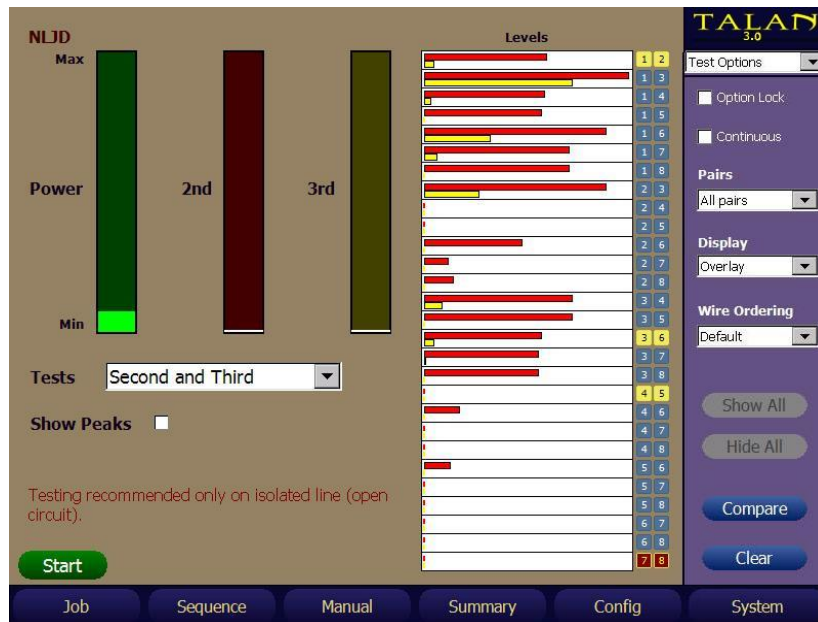 NLJD
Levels
TALAN
3.0
Max
Power
2nd
3rd
Min
Tests
Second and Third
Show Peaks
Testing recommended only on isolated line (open
circuit).
Start
1 2
1 3
1 4
1 5
1 6
1 7
1 8
2 3
2 4
2 5
2 6
2 7
2 8
3 4
3 5
3 6
3 7
3 8
4 5
4 6
4 7
4 8
5 6
5 7
5 8
6 7
6 8
7 8
Test Options
Option Lock
Continuous
Pairs
All pairs
Display
Overlay
Wire Ordering
Default
Show All
Hide All
Compare
Clear
Job
Sequence
Manual
Summary
Config
System